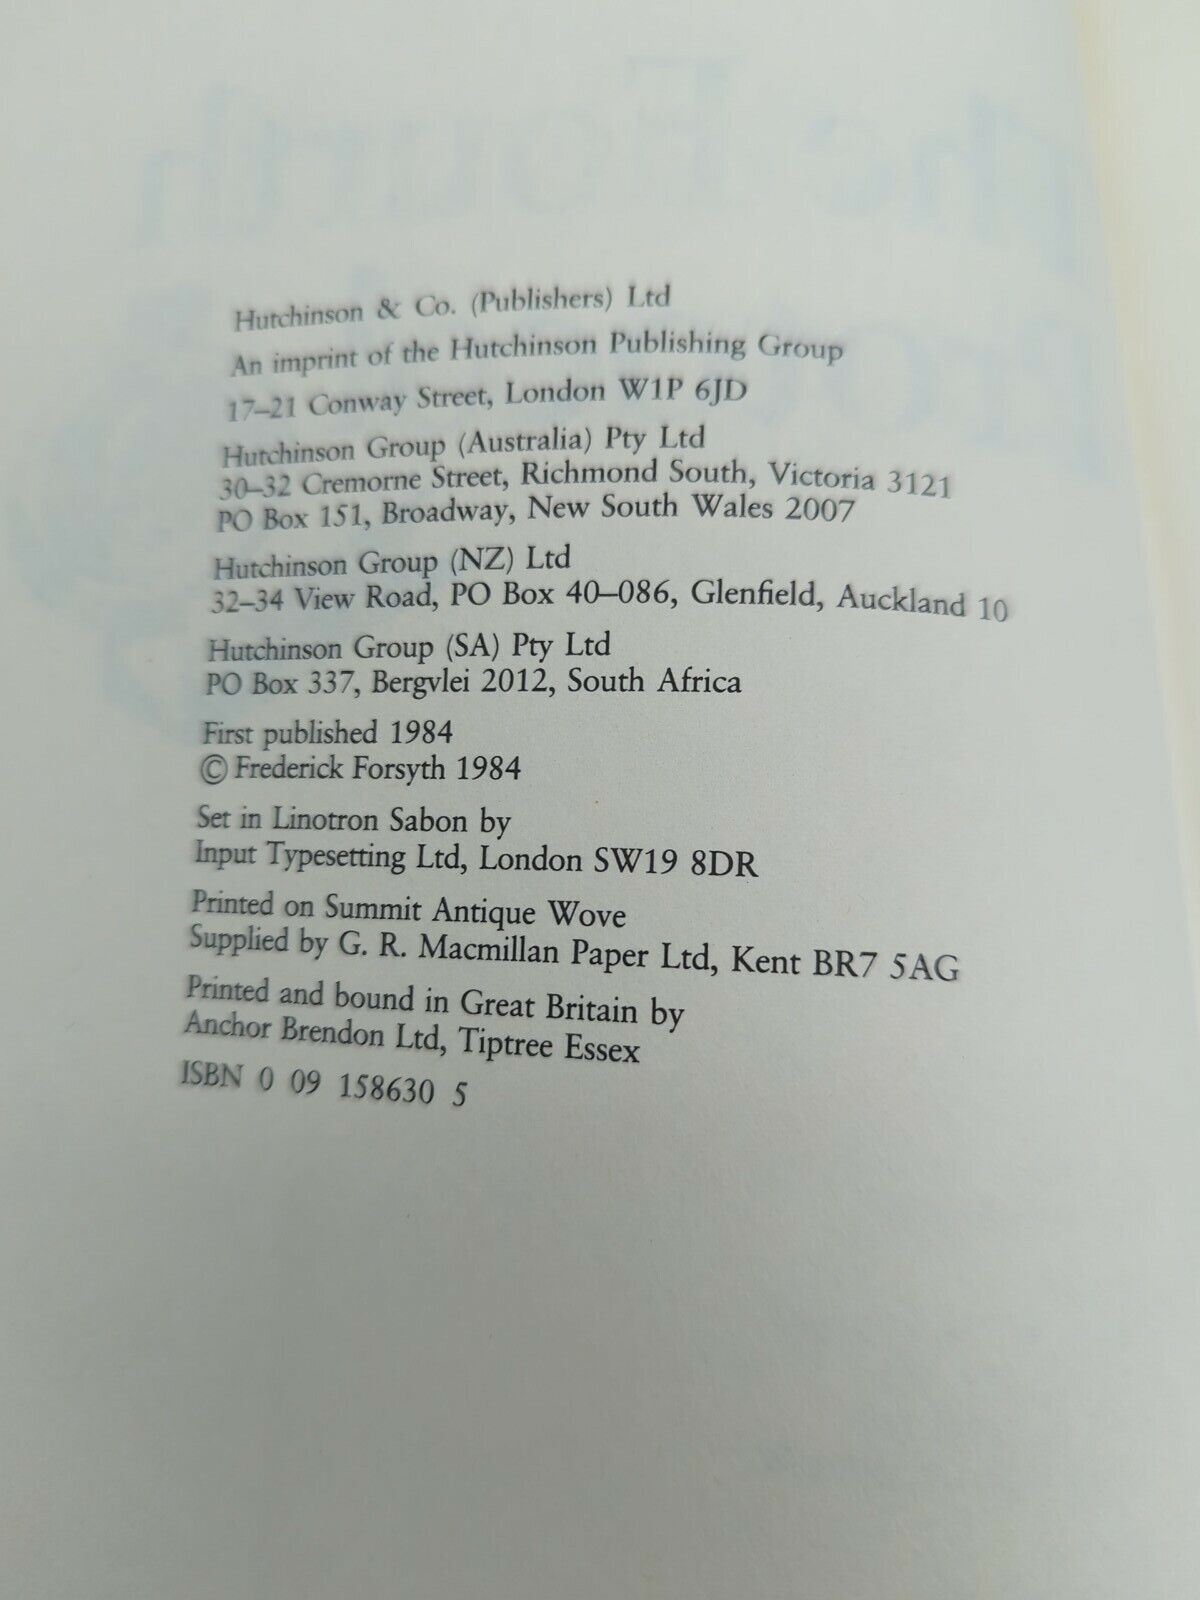 Hutchinson & Co. (Publishers) Ltd
An imprint of the Hutchinson Publishing Group
17–21 Conway Street, London W1P 6JD
Hutchinson Group (Australia) Pty Ltd
30–32 Cremorne Street, Richmond South, Victoria 3121
PO Box 151, Broadway, New South Wales 2007
Hutchinson Group (NZ) Ltd
32–34 View Road, PO Box 40–086, Glenfield, Auckland 10
Hutchinson Group (SA) Pty Ltd
PO Box 337, Bergvlei 2012, South Africa
First published 1984
© Frederick Forsyth 1984
Set in Linotron Sabon by
Input Typesetting Ltd, London SW19 8DR
Printed on Summit Antique Wove
Supplied by G. R. Macmillan Paper Ltd, Kent BR7 5AG
Printed and bound in Great Britain by
Anchor Brendon Ltd, Tiptree Essex
ISBN 0 09 158630 5